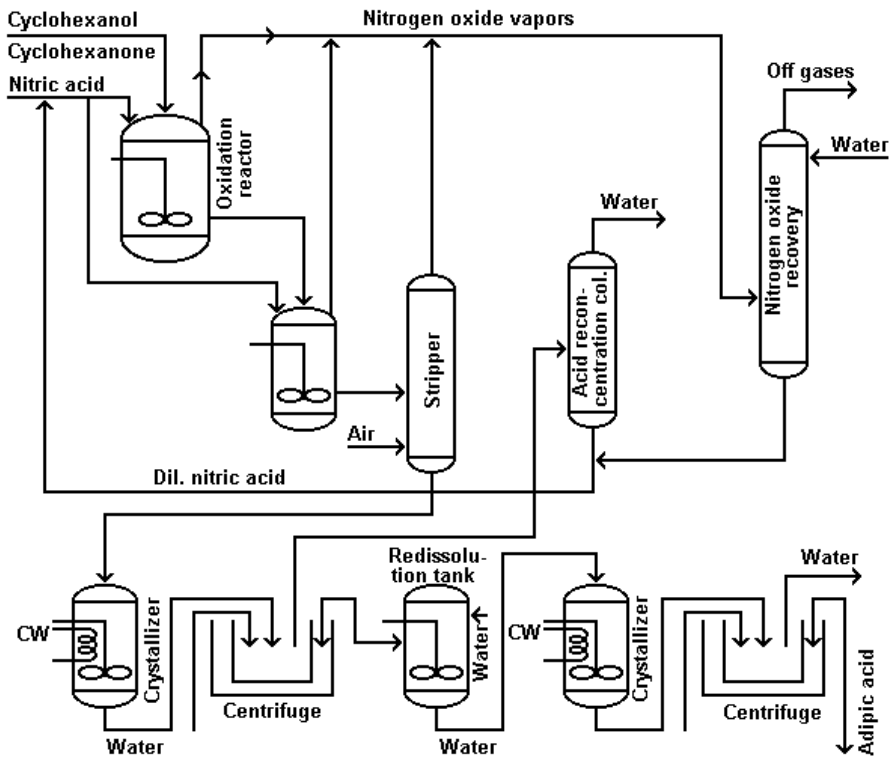 Cyclohexanol
Cyclohexanone
Nitric acid
Nitrogen oxide vapors
Off gases
Water
Oxidation
reactor
Water
Nitrogen oxide
recovery
Acid recon-
centration col.
Stripper
Air
Dil. nitric acid
Redissolu-
tion tank
Water
CW
Crystallizer
Water
CW
Crystallizer
Centrifuge
Centrifuge
Water
Water
Adipic acid